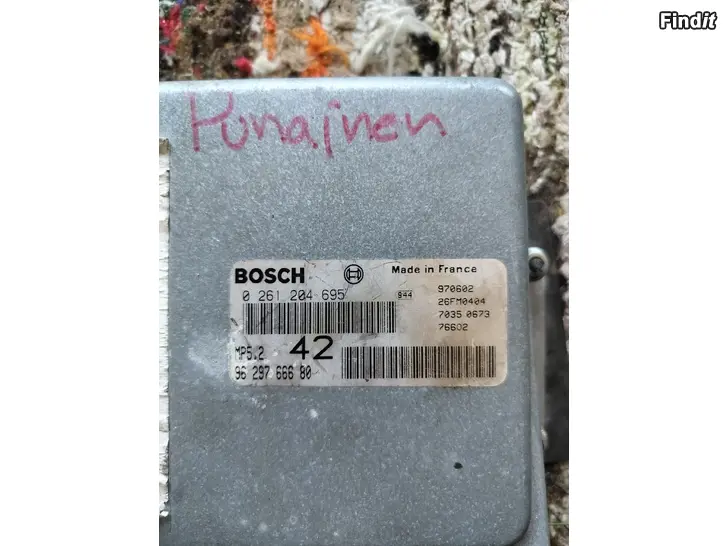 Findit
Punainen
BOSCH
Made in France
0 261 204 695
944
970602
26FM0404
7035 0673
76602
MP5.2
42
96 297 666 80